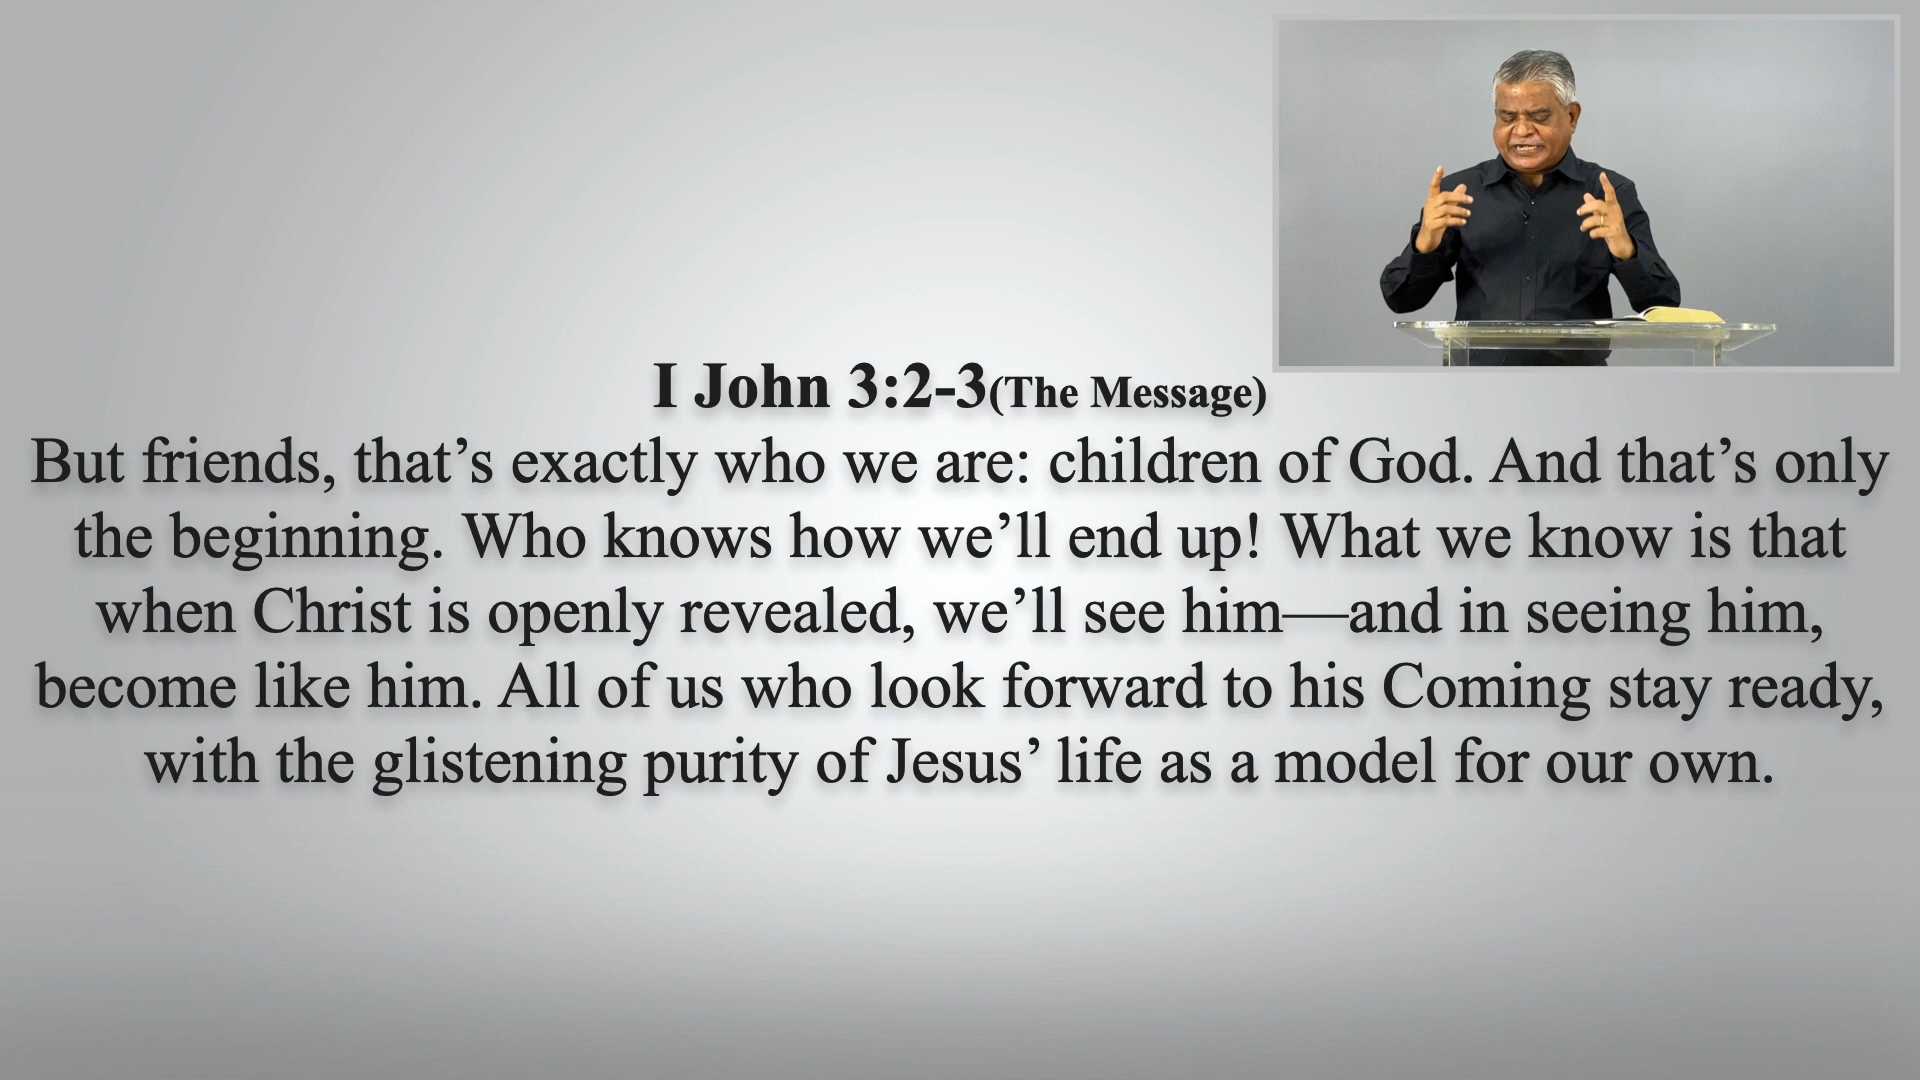 I John 3:2-3(The Message)
But friends, that’s exactly who we are: children of God. And that’s only
the beginning. Who knows how we’ll end up! What we know is that
when Christ is openly revealed, we’ll see him—and in seeing him,
become like him. All of us who look forward to his Coming stay ready,
with the glistening purity of Jesus’ life as a model for our own.